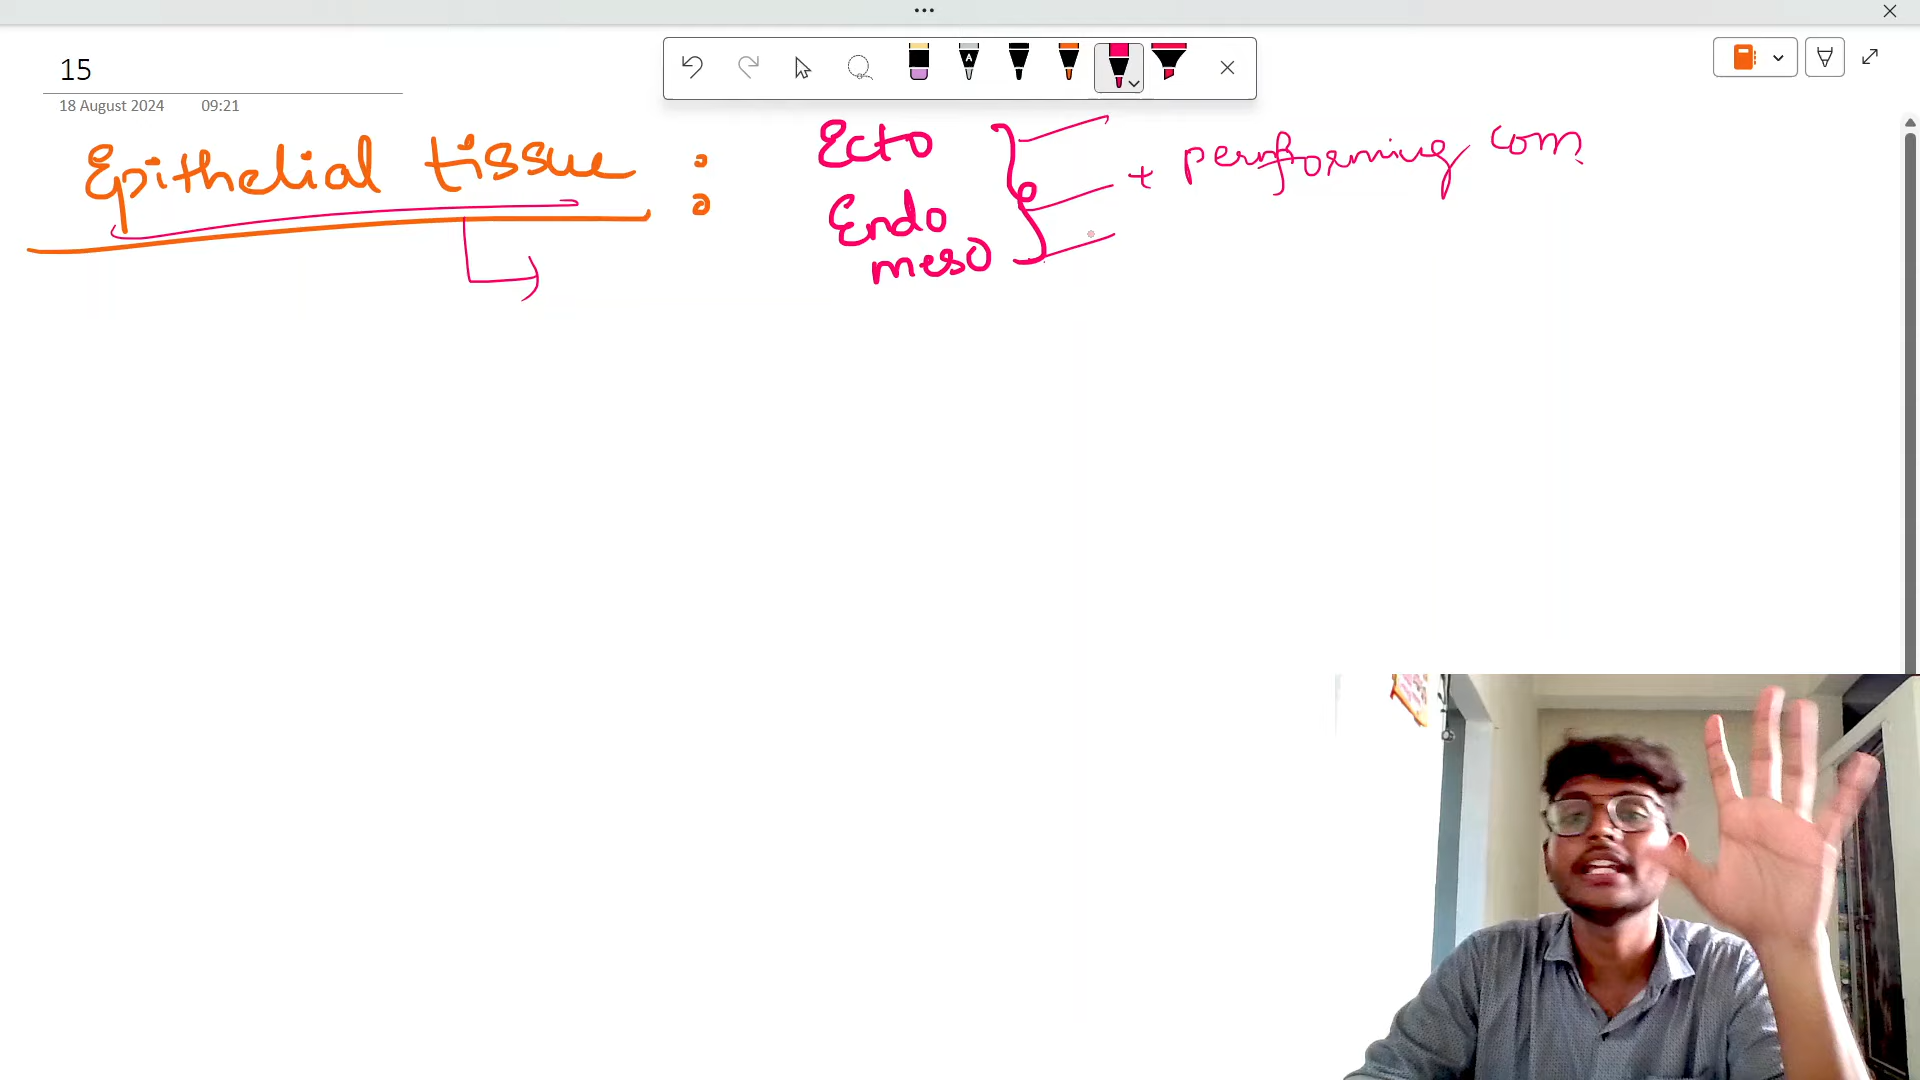 15
18 August 2024 09:21
Epithelial tissue :
Ecto
Endo
meso
+ performing com